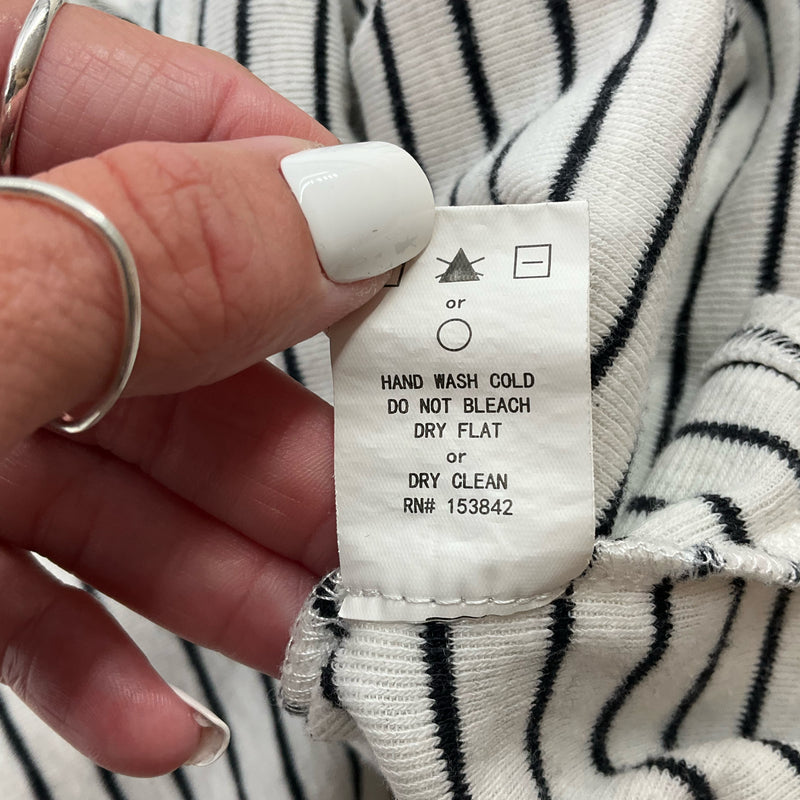 or
HAND WASH COLD
DO NOT BLEACH
DRY FLAT
or
DRY CLEAN
RN# 153842